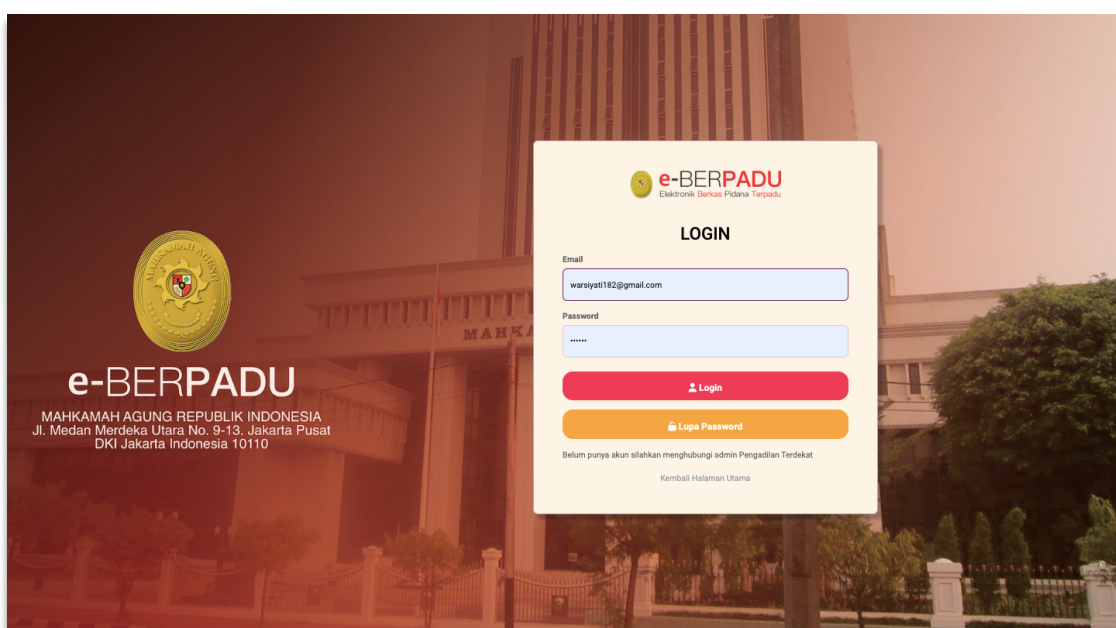 MAHKAMAH AGUNG
e-BERPADU
MAHKAMAH AGUNG REPUBLIK INDONESIA
Jl. Medan Merdeka Utara No. 9-13. Jakarta Pusat
DKI Jakarta Indonesia 10110
MAHKA
e-BERPADU
Elektronik Berkas Pidana Terpadu
LOGIN
Email
warsiyati182@gmail.com
Password
••••••
Login
Lupa Password
Belum punya akun silahkan menghubungi admin Pengadilan Terdekat
Kembali Halaman Utama